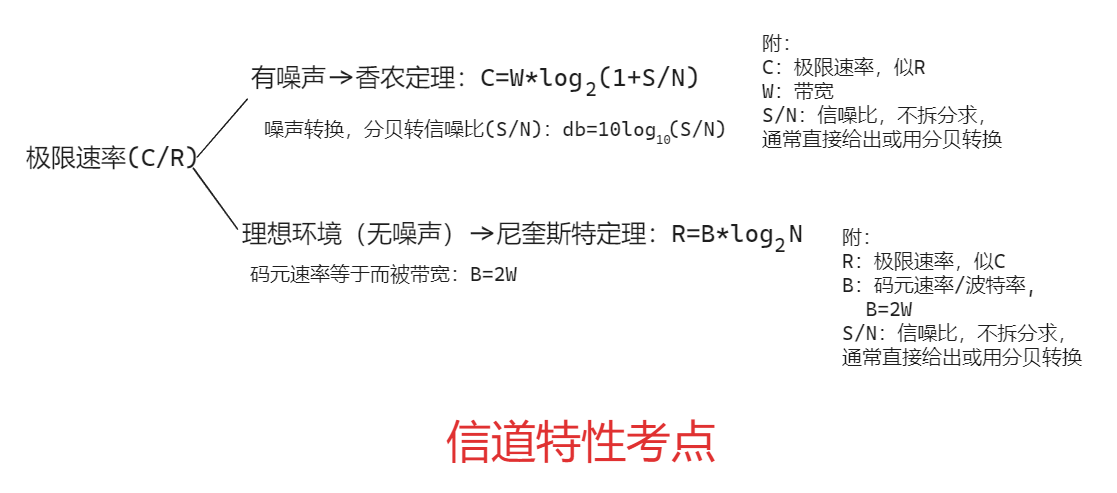 附：
C：极限速率，似R
W：带宽
S/N：信噪比，不拆分求，
通常直接给出或用分贝转换
有噪声→香农定理：C=W*log₂(1+S/N)
噪声转换，分贝转信噪比(S/N)：db=10log₁₀(S/N)
极限速率(C/R)
理想环境（无噪声）→尼奎斯特定理：R=B*log₂N
码元速率等于而被带宽：B=2W
附：
R：极限速率，似C
B：码元速率/波特率，
B=2W
S/N：信噪比，不拆分求，
通常直接给出或用分贝转换
信道特性考点